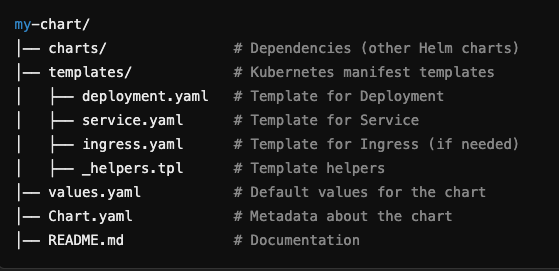 my-chart/
├── charts/                # Dependencies (other Helm charts)
├── templates/             # Kubernetes manifest templates
│   ├── deployment.yaml    # Template for Deployment
│   ├── service.yaml       # Template for Service
│   ├── ingress.yaml       # Template for Ingress (if needed)
│   ├── _helpers.tpl       # Template helpers
├── values.yaml            # Default values for the chart
├── Chart.yaml             # Metadata about the chart
├── README.md              # Documentation